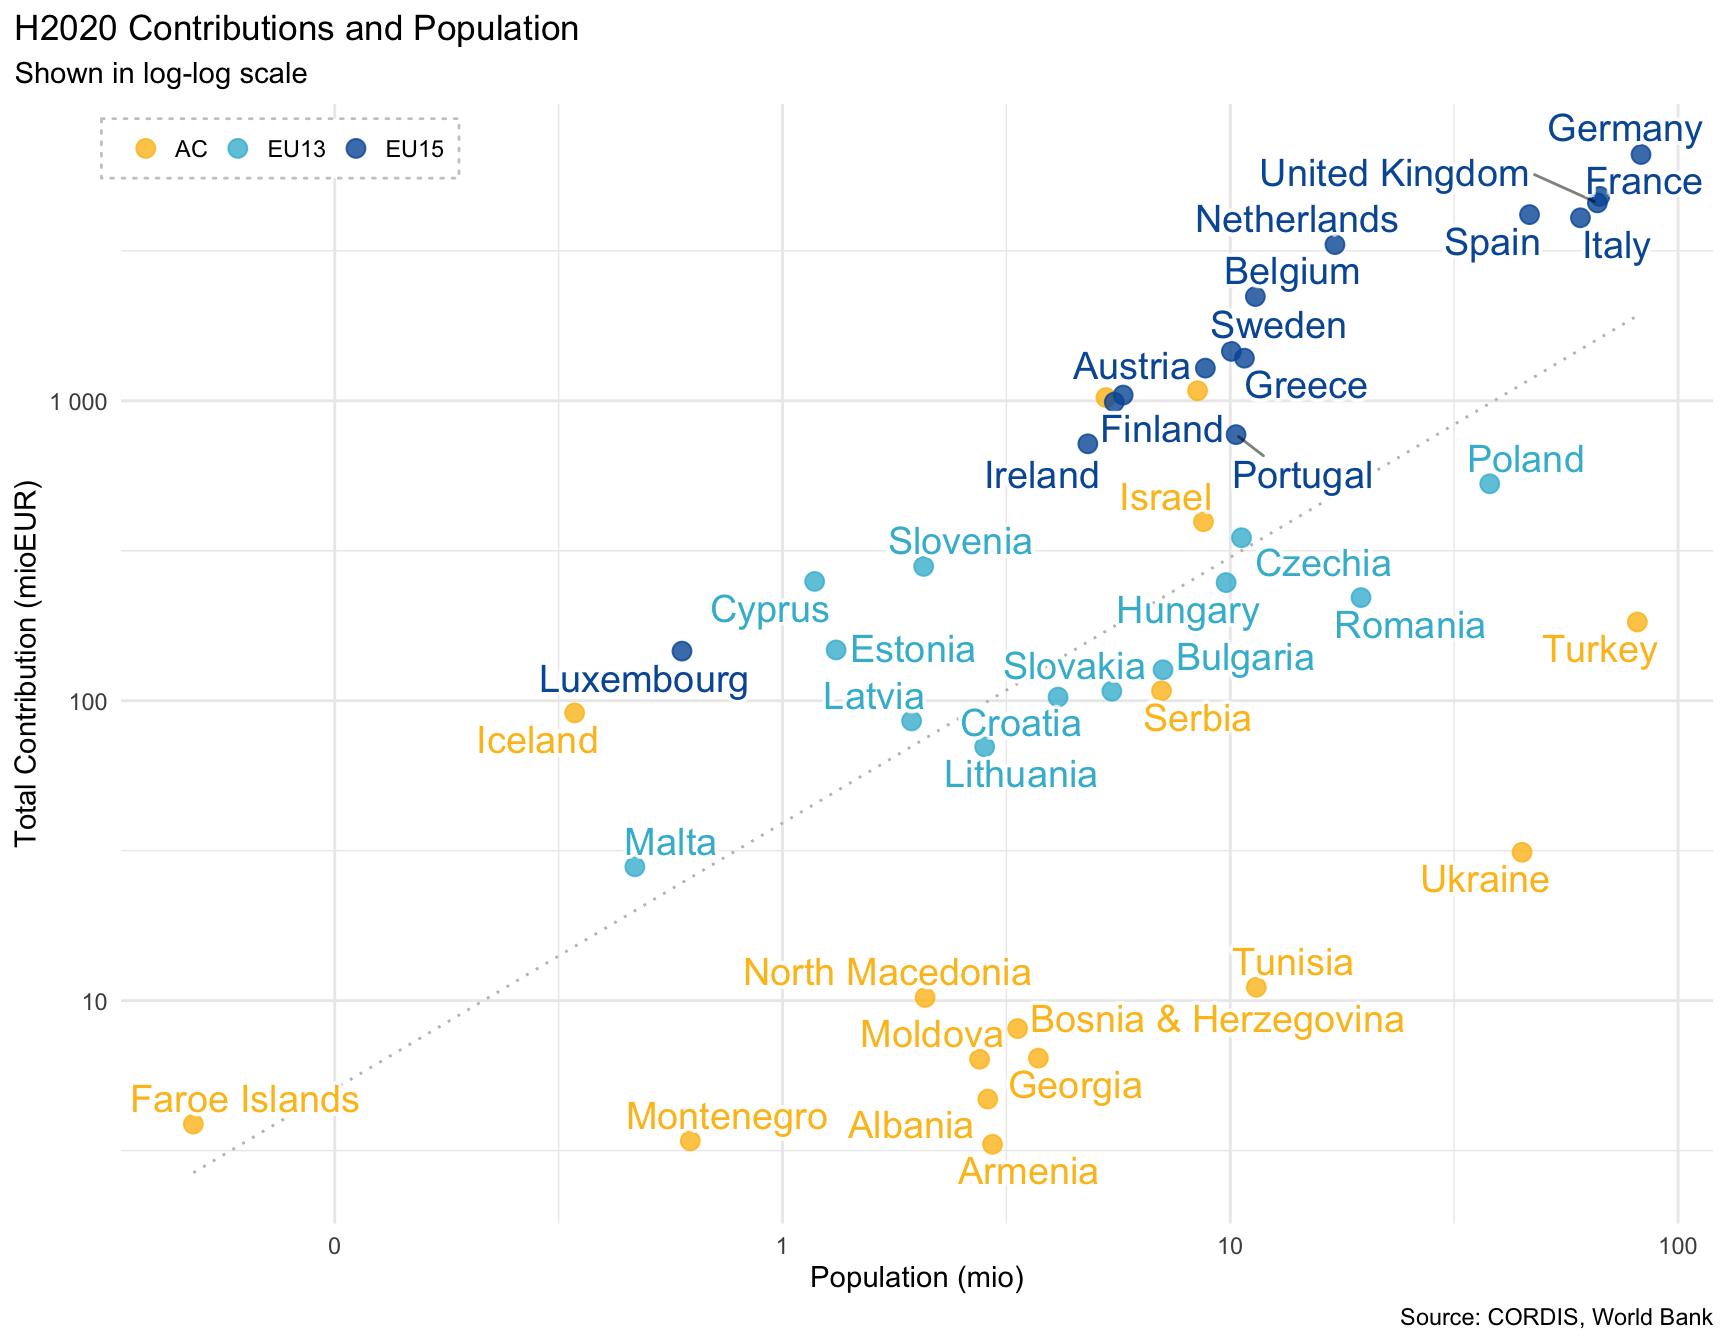 H2020 Contributions and Population
Shown in log-log scale
AC EU13 EU15
Germany
United Kingdom
France
Netherlands
Spain
Italy
Belgium
Sweden
Austria
Greece
1 000
Finland
Poland
Ireland
Portugal
Israel
Slovenia
Czechia
Cyprus
Hungary
Romania
Estonia
Turkey
Slovakia
Bulgaria
Luxembourg
Latvia
100
Serbia
Croatia
Iceland
Lithuania
Malta
Ukraine
Tunisia
North Macedonia
10
Bosnia & Herzegovina
Moldova
Georgia
Faroe Islands
Montenegro
Albania
Armenia
Total Contribution (mioEUR)
0 1 10 100
Population (mio)
Source: CORDIS, World Bank